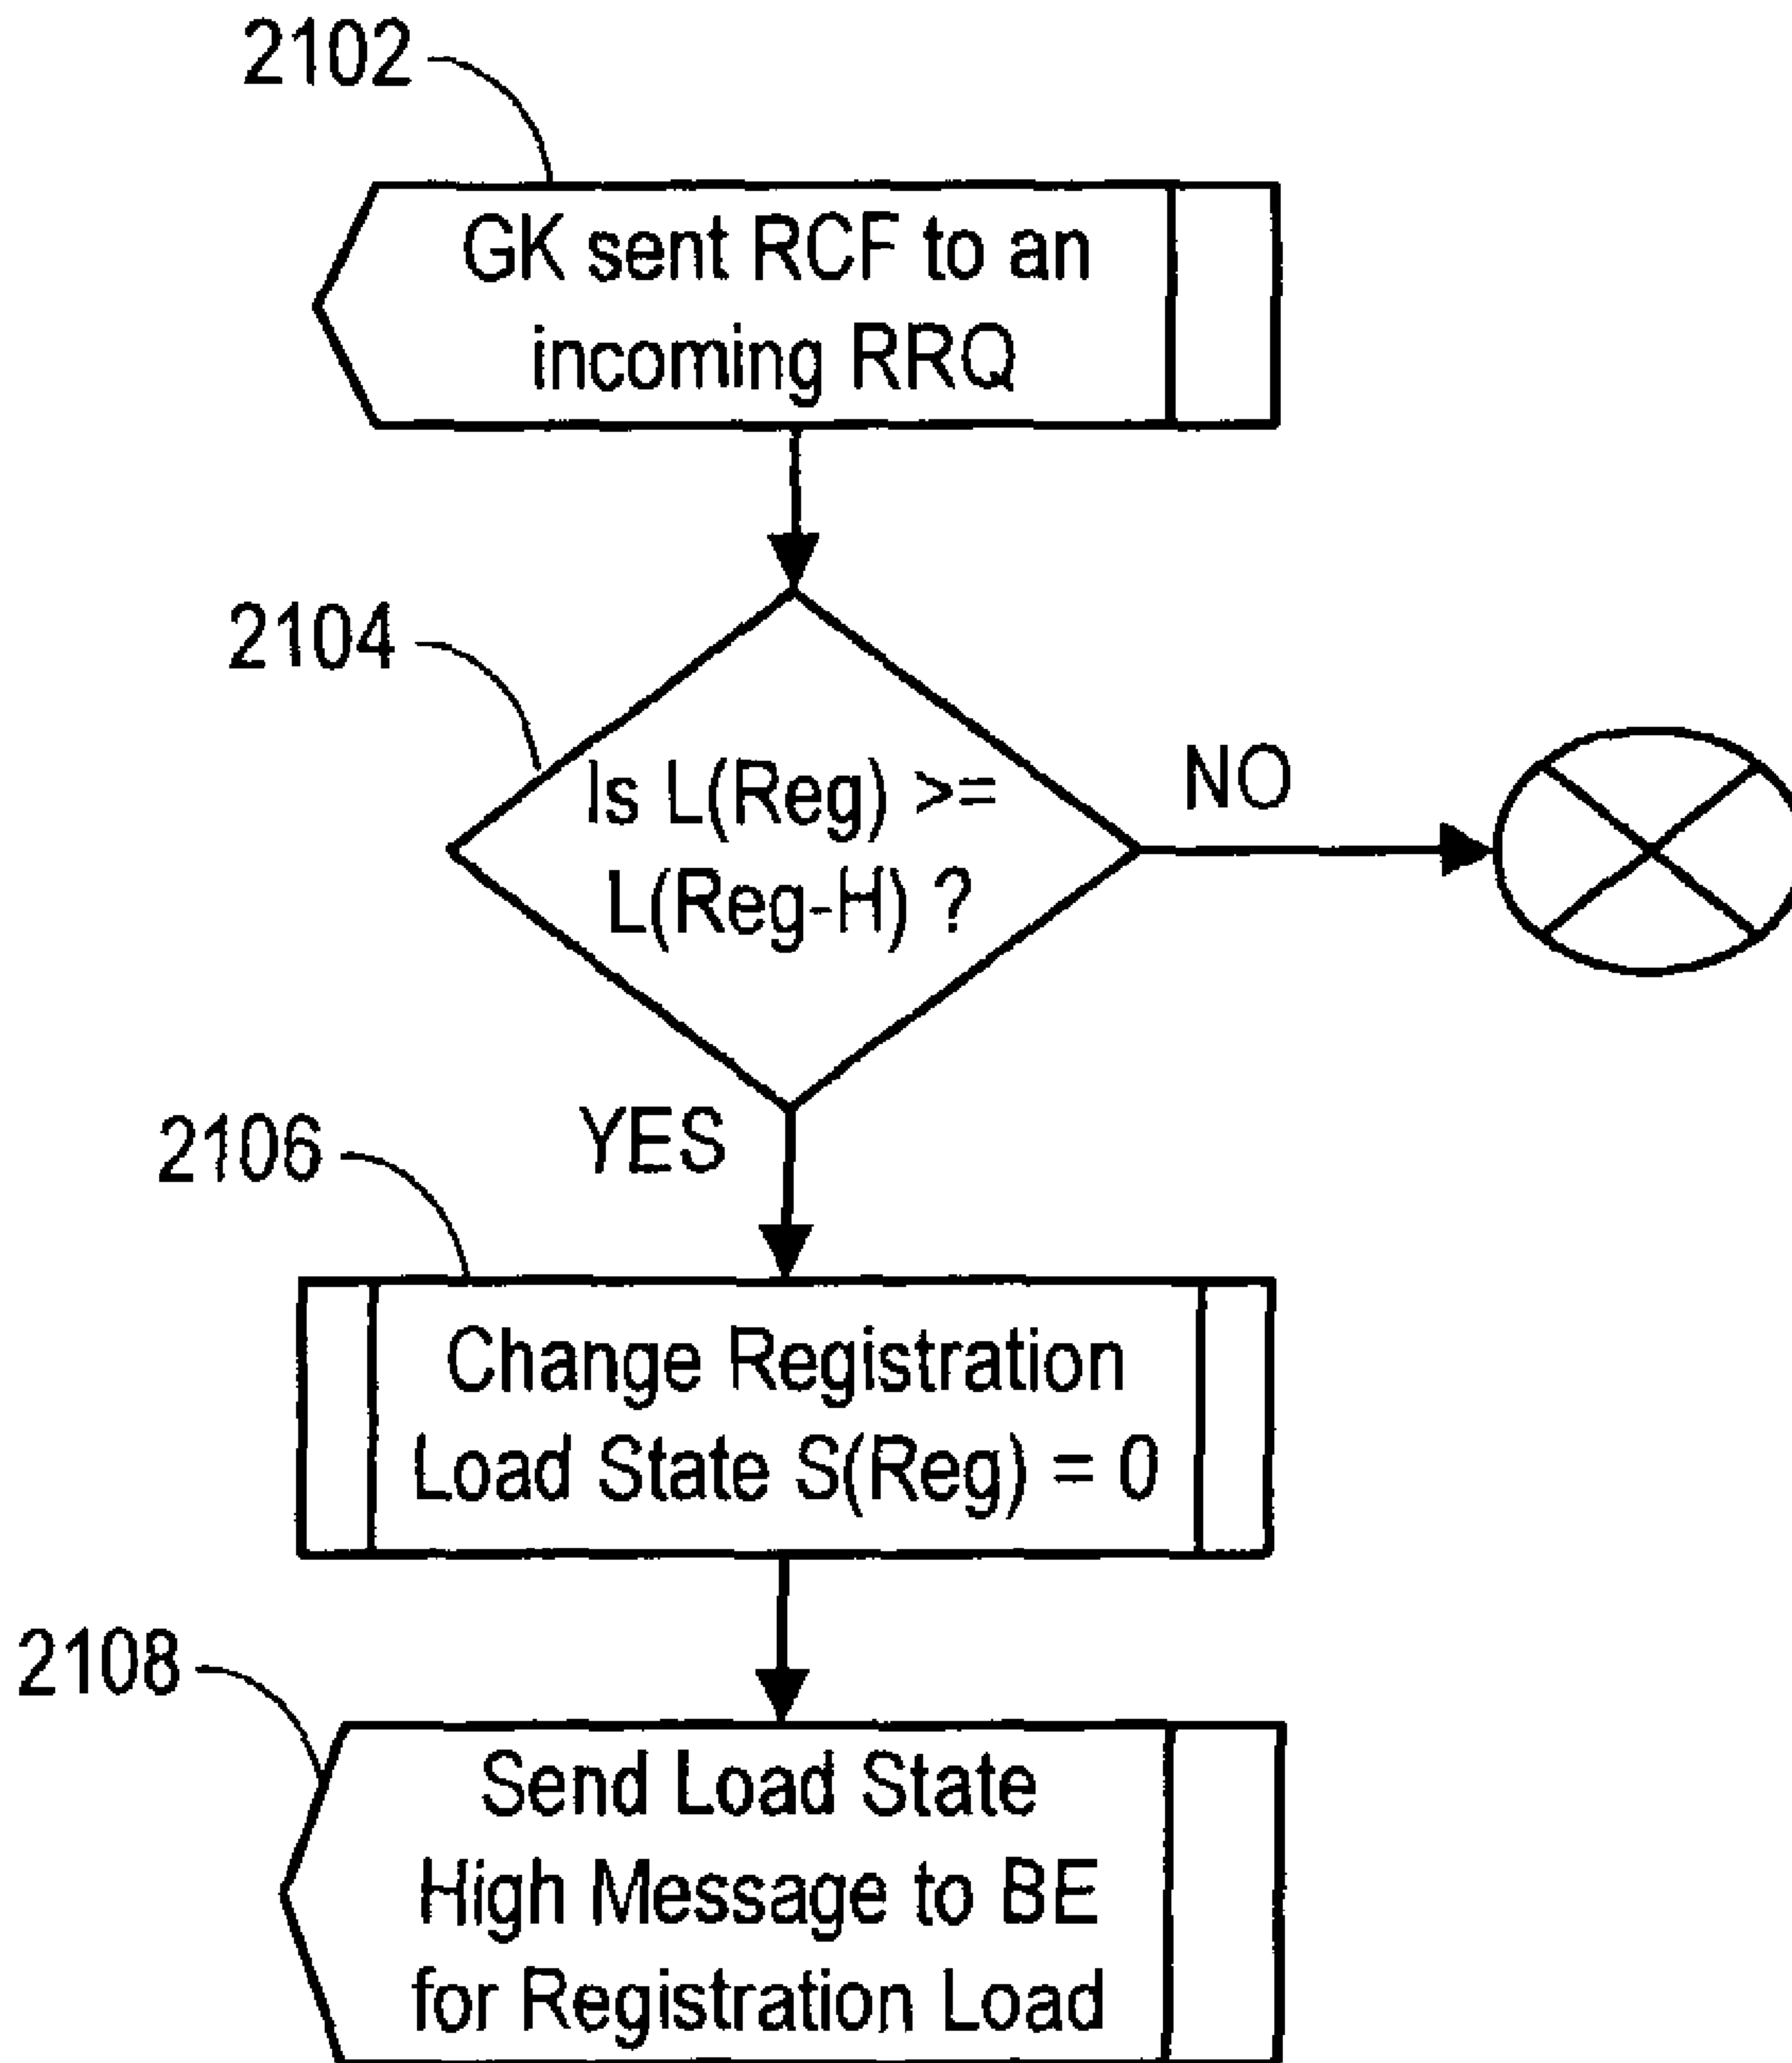 2102
GK sent RCF to an
incoming RRQ
2104
Is L(Reg) >=
L(Reg-H) ?
NO
YES
2106
Change Registration
Load State S(Reg) = 0
2108
Send Load State
High Message to BE
for Registration Load